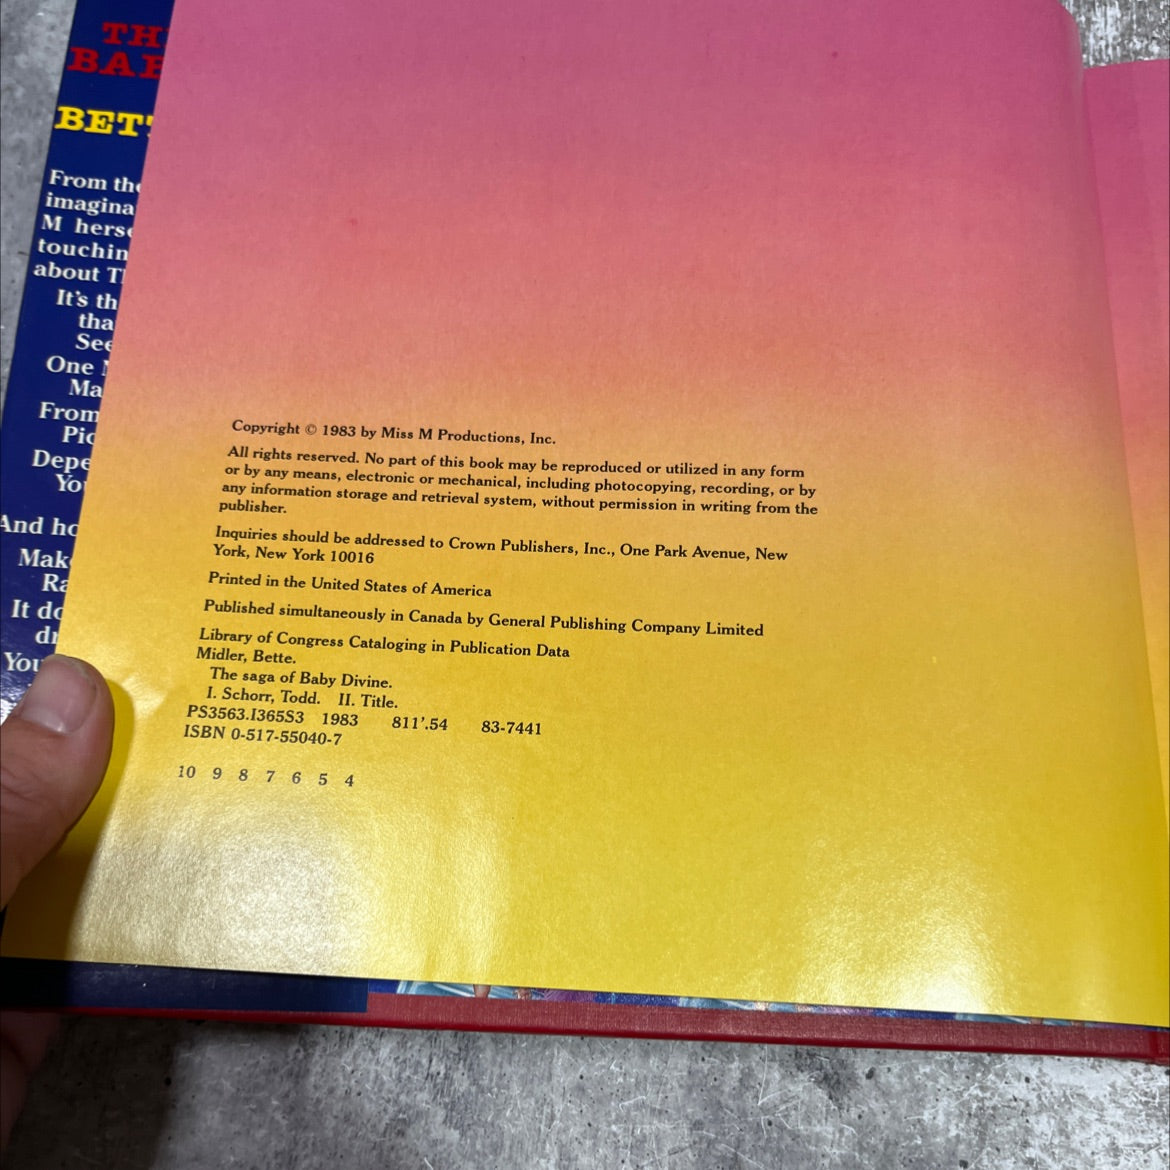 BAB
BET
From the
imagina
M herse
touchin
about T
It's th
tha
See
One
Ma
From
Pic
Depe
You
And ho
Make
Ra
It do
dr
You
Copyright © 1983 by Miss M Productions, Inc.
All rights reserved. No part of this book may be reproduced or utilized in any form
or by any means, electronic or mechanical, including photocopying, recording, or by
any information storage and retrieval system, without permission in writing from the
publisher.
Inquiries should be addressed to Crown Publishers, Inc., One Park Avenue, New
York, New York 10016
Printed in the United States of America
Published simultaneously in Canada by General Publishing Company Limited
Library of Congress Cataloging in Publication Data
Midler, Bette.
The saga of Baby Divine.
I. Schorr, Todd. II. Title.
PS3563.I365S3 1983 811'.54 83-7441
ISBN 0-517-55040-7
10 9 8 7 6 5 4